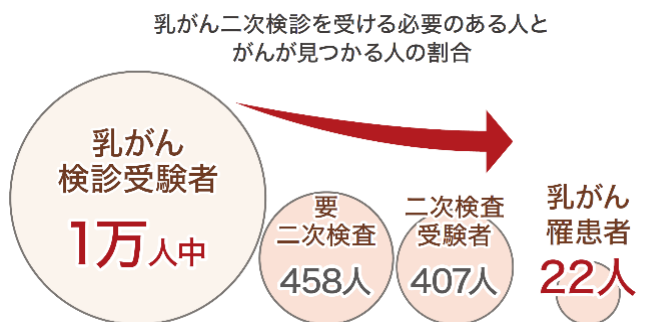 乳がん二次検診を受ける必要のある人と
がんが見つかる人の割合
乳がん
検診受験者
1万人中
要
二次検査
458人
二次検査
受験者
407人
乳がん
罹患者
22人